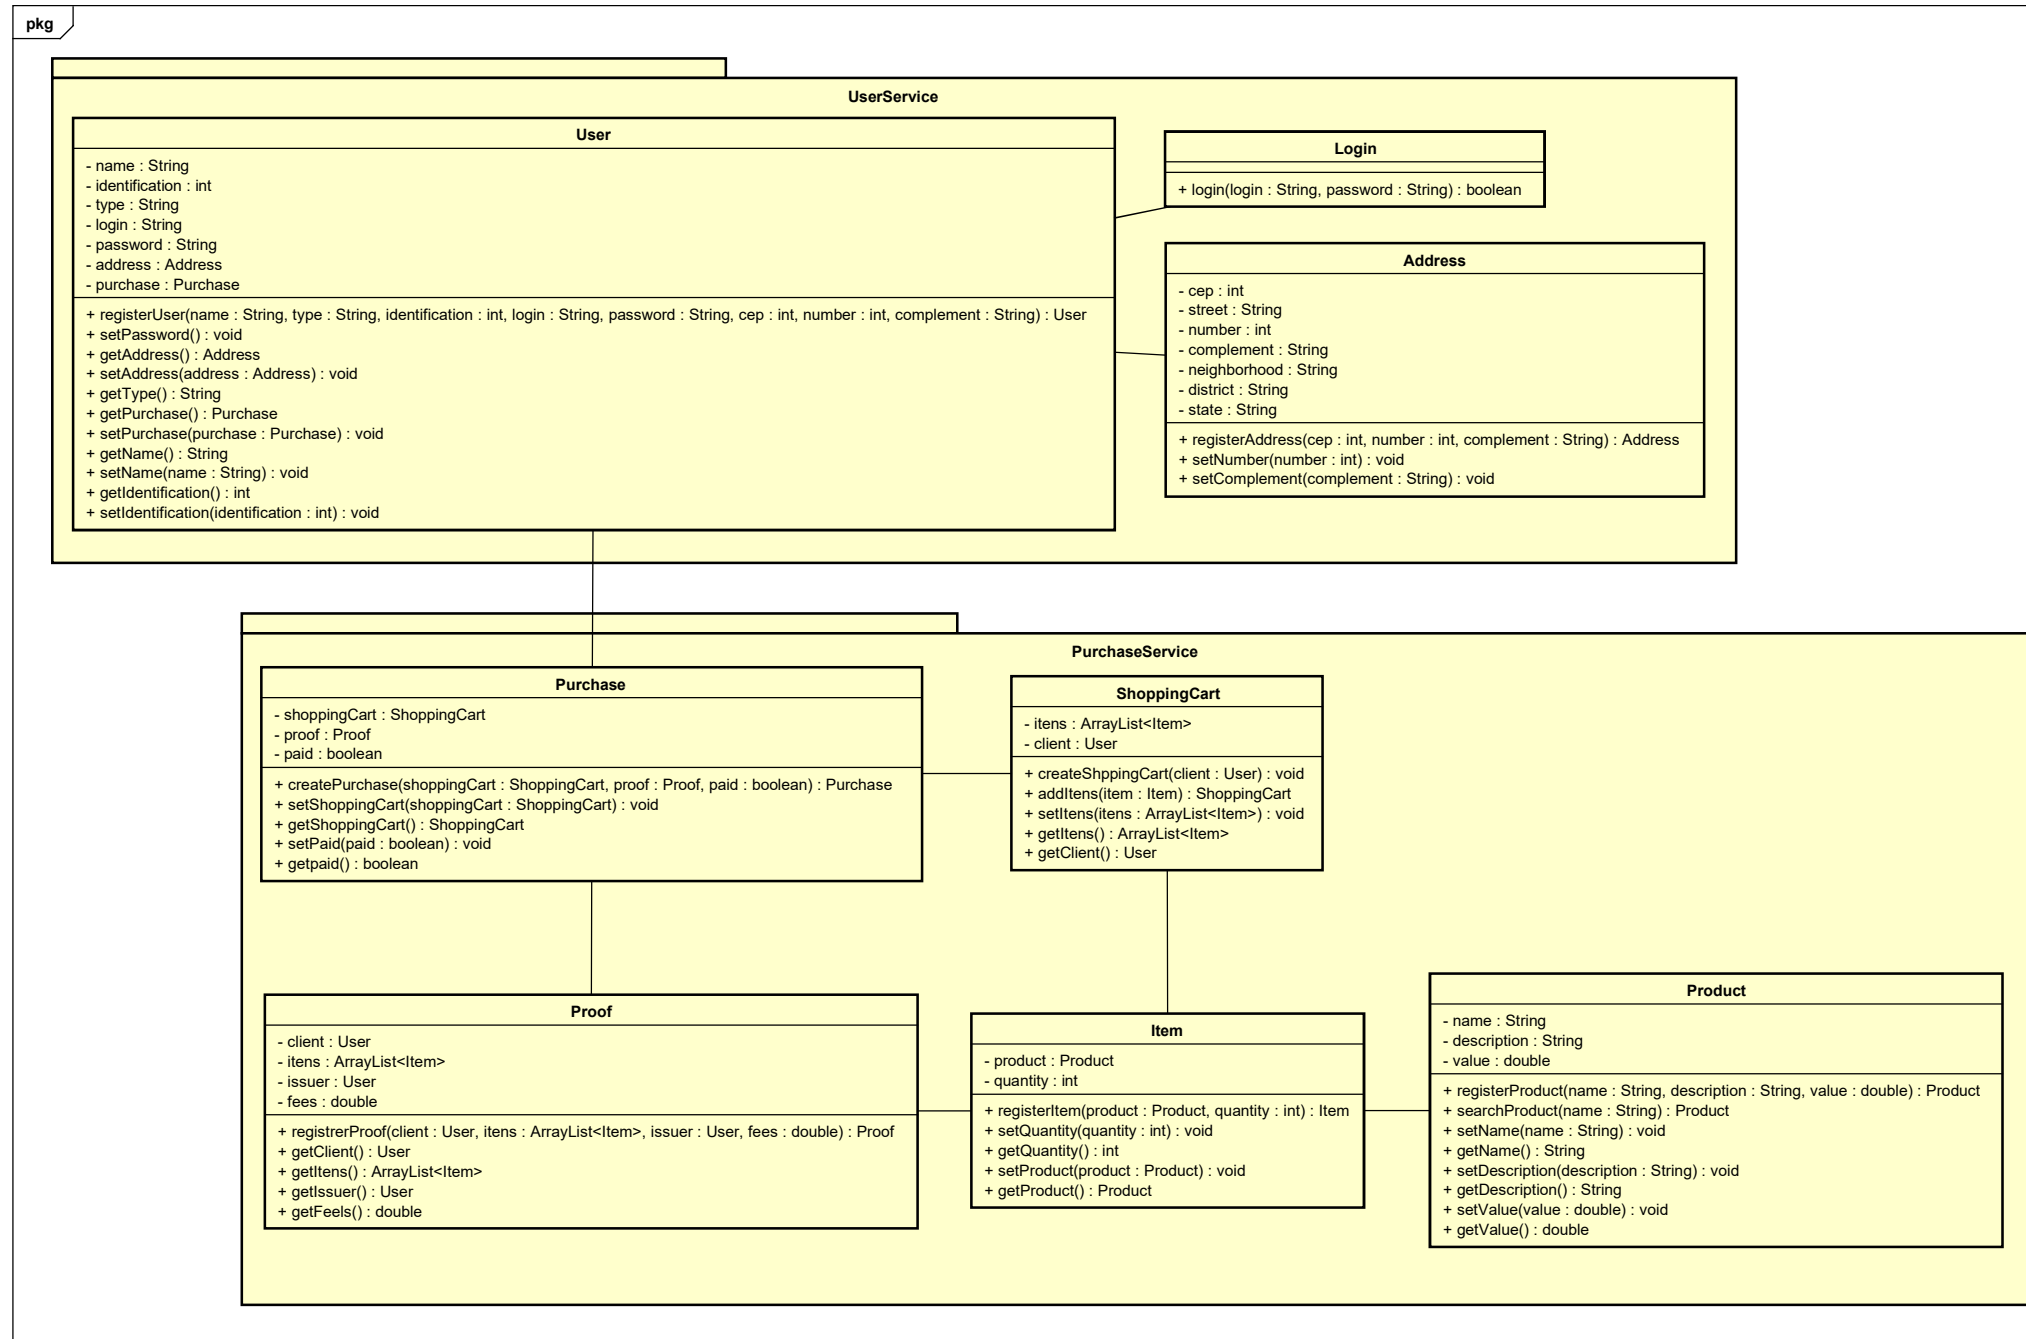 pkg
UserService
User
- name : String
- identification : int
- type : String
- login : String
- password : String
- address : Address
- purchase : Purchase
+ registerUser(name : String, type : String, identification : int, login : String, password : String, cep : int, number : int, complement : String) : User
+ setPassword() : void
+ getAddress() : Address
+ setAddress(address : Address) : void
+ getType() : String
+ getPurchase() : Purchase
+ setPurchase(purchase : Purchase) : void
+ getName() : String
+ setName(name : String) : void
+ getIdentification() : int
+ setIdentification(identification : int) : void
Login
+ login(login : String, password : String) : boolean
Address
- cep : int
- street : String
- number : int
- complement : String
- neighborhood : String
- district : String
- state : String
+ registerAddress(cep : int, number : int, complement : String) : Address
+ setNumber(number : int) : void
+ setComplement(complement : String) : void
PurchaseService
Purchase
- shoppingCart : ShoppingCart
- proof : Proof
- paid : boolean
+ createPurchase(shoppingCart : ShoppingCart, proof : Proof, paid : boolean) : Purchase
+ setShoppingCart(shoppingCart : ShoppingCart) : void
+ getShoppingCart() : ShoppingCart
+ setPaid(paid : boolean) : void
+ getpaid() : boolean
ShoppingCart
- itens : ArrayList<Item>
- client : User
+ createShppingCart(client : User) : void
+ addItens(item : Item) : ShoppingCart
+ setItens(itens : ArrayList<Item>) : void
+ getItens() : ArrayList<Item>
+ getClient() : User
Proof
- client : User
- itens : ArrayList<Item>
- issuer : User
- fees : double
+ registrerProof(client : User, itens : ArrayList<Item>, issuer : User, fees : double) : Proof
+ getClient() : User
+ getItens() : ArrayList<Item>
+ getIssuer() : User
+ getFeels() : double
Item
- product : Product
- quantity : int
+ registerItem(product : Product, quantity : int) : Item
+ setQuantity(quantity : int) : void
+ getQuantity() : int
+ setProduct(product : Product) : void
+ getProduct() : Product
Product
- name : String
- description : String
- value : double
+ registerProduct(name : String, description : String, value : double) : Product
+ searchProduct(name : String) : Product
+ setName(name : String) : void
+ getName() : String
+ setDescription(description : String) : void
+ getDescription() : String
+ setValue(value : double) : void
+ getValue() : double